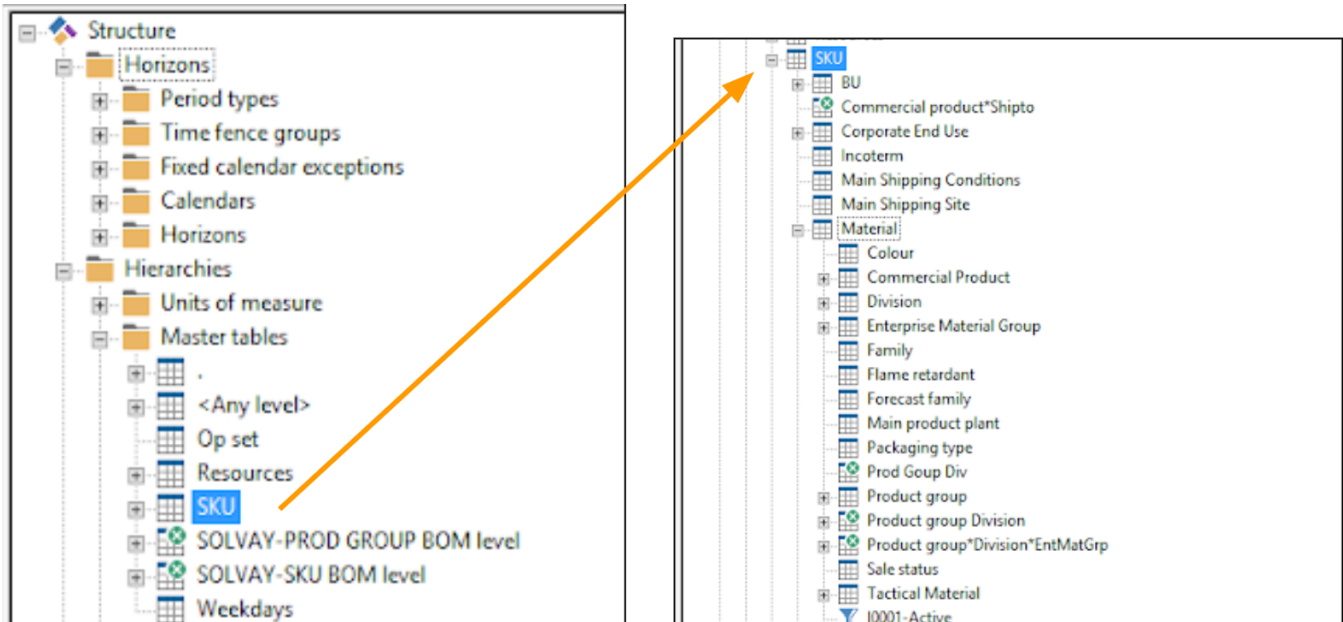 Structure
Horizons
Period types
Time fence groups
Fixed calendar exceptions
Calendars
Horizons
Hierarchies
Units of measure
Master tables
.
<Any level>
Op set
Resources
SKU
SOLVAY-PROD GROUP BOM level
SOLVAY-SKU BOM level
Weekdays
SKU
BU
Commercial product*Shipto
Corporate End Use
Incoterm
Main Shipping Conditions
Main Shipping Site
Material
Colour
Commercial Product
Division
Enterprise Material Group
Family
Flame retardant
Forecast family
Main product plant
Packaging type
Prod Goup Div
Product group
Product group Division
Product group*Division*EntMatGrp
Sale status
Tactical Material
I0001-Active